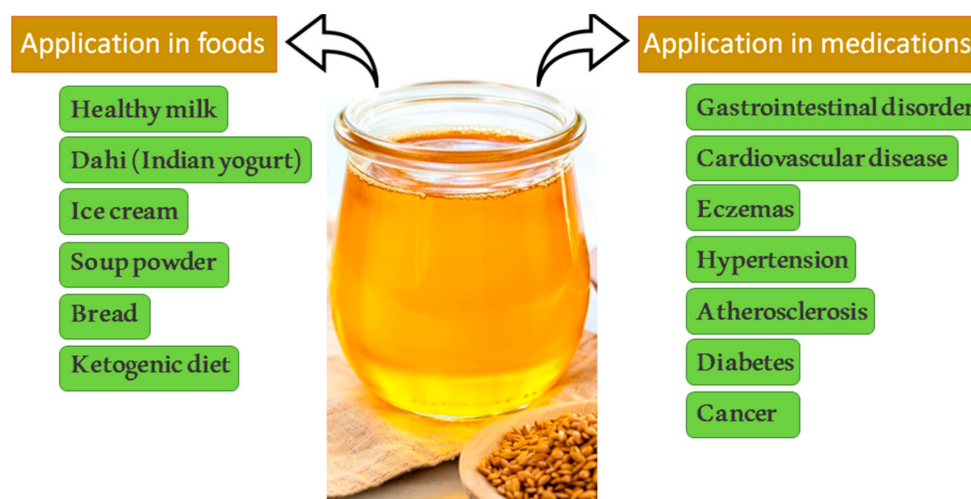 Application in foods
Healthy milk
Dahi (Indian yogurt)
Ice cream
Soup powder
Bread
Ketogenic diet
Application in medications
Gastrointestinal disorder
Cardiovascular disease
Eczemas
Hypertension
Atherosclerosis
Diabetes
Cancer